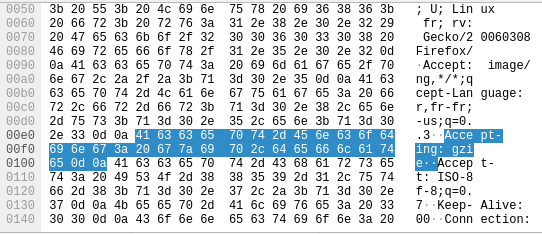 0050 3b 20 55 3b 20 4c 69 6e 75 78 20 69 36 38 36 3b ; U; Lin ux
0060 20 66 72 3b 20 72 76 3a 31 2e 38 2e 30 2e 32 29 fr; rv:
0070 20 47 65 63 6b 6f 2f 32 30 30 36 30 33 30 38 20 Gecko/2 0060308
0080 46 69 72 65 66 6f 78 2f 31 2e 35 2e 30 2e 32 0d Firefox/
0090 0a 41 63 63 65 70 74 3a 20 69 6d 61 67 65 2f 70 ·Accept: image/
00a0 6e 67 2c 2a 2f 2a 3b 71 3d 30 2e 35 0d 0a 41 63 ng,*/*;q
00b0 63 65 70 74 2d 4c 61 6e 67 75 61 67 65 3a 20 66 cept-Lan guage:
00c0 72 2c 66 72 2d 66 72 3b 71 3d 30 2e 38 2c 65 6e r,fr-fr;
00d0 2d 75 73 3b 71 3d 30 2e 35 2c 65 6e 3b 71 3d 30 -us;q=0.
00e0 2e 33 0d 0a 41 63 63 65 70 74 2d 45 6e 63 6f 64 .3··Acce pt-
00f0 69 6e 67 3a 20 67 7a 69 70 2c 64 65 66 6c 61 74 ing: gzi
0100 65 0d 0a 41 63 63 65 70 74 2d 43 68 61 72 73 65 e··Accep t-
0110 74 3a 20 49 53 4f 2d 38 38 35 39 2d 31 2c 75 74 t: ISO-8
0120 66 2d 38 3b 71 3d 30 2e 37 2c 2a 3b 71 3d 30 2e f-8;q=0.
0130 37 0d 0a 4b 65 65 70 2d 41 6c 69 76 65 3a 20 33 7··Keep- Alive:
0140 30 30 0d 0a 43 6f 6e 6e 65 63 74 69 6f 6e 3a 20 00··Conn ection: